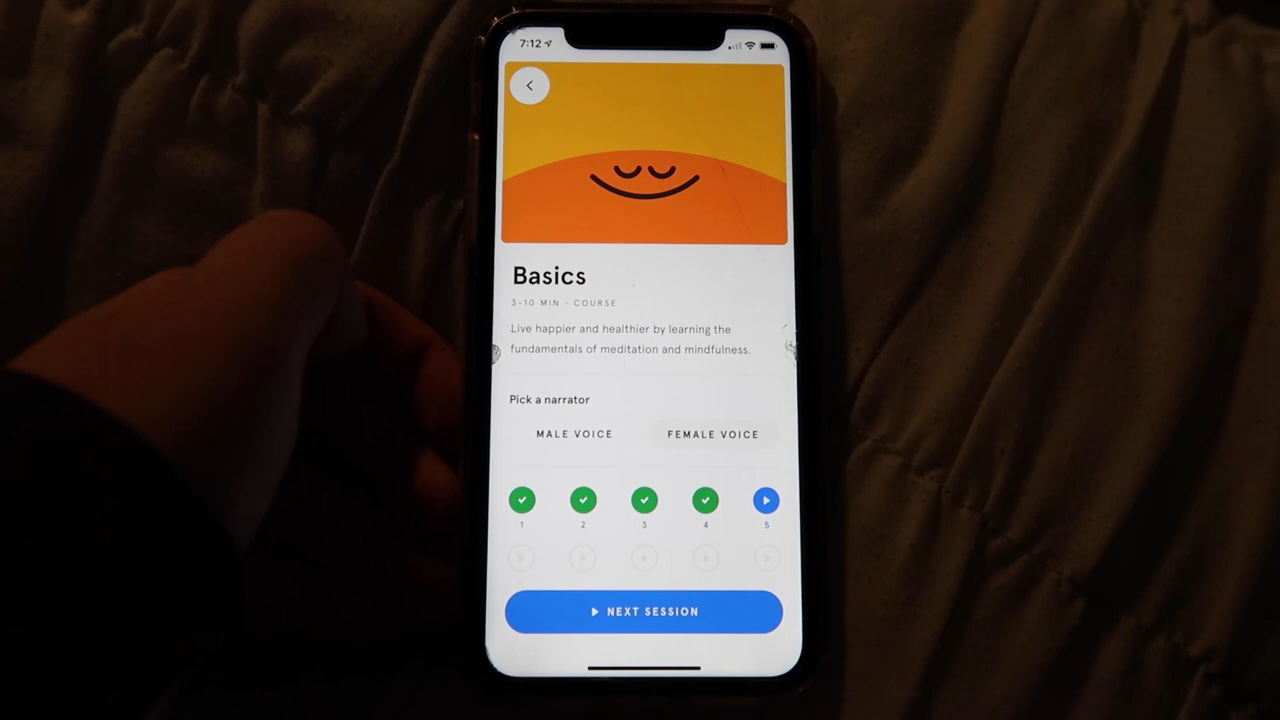 7:12
Basics
3-10 MIN · COURSE
Live happier and healthier by learning the
fundamentals of meditation and mindfulness.
Pick a narrator
MALE VOICE FEMALE VOICE
1 2 3 4 5
NEXT SESSION